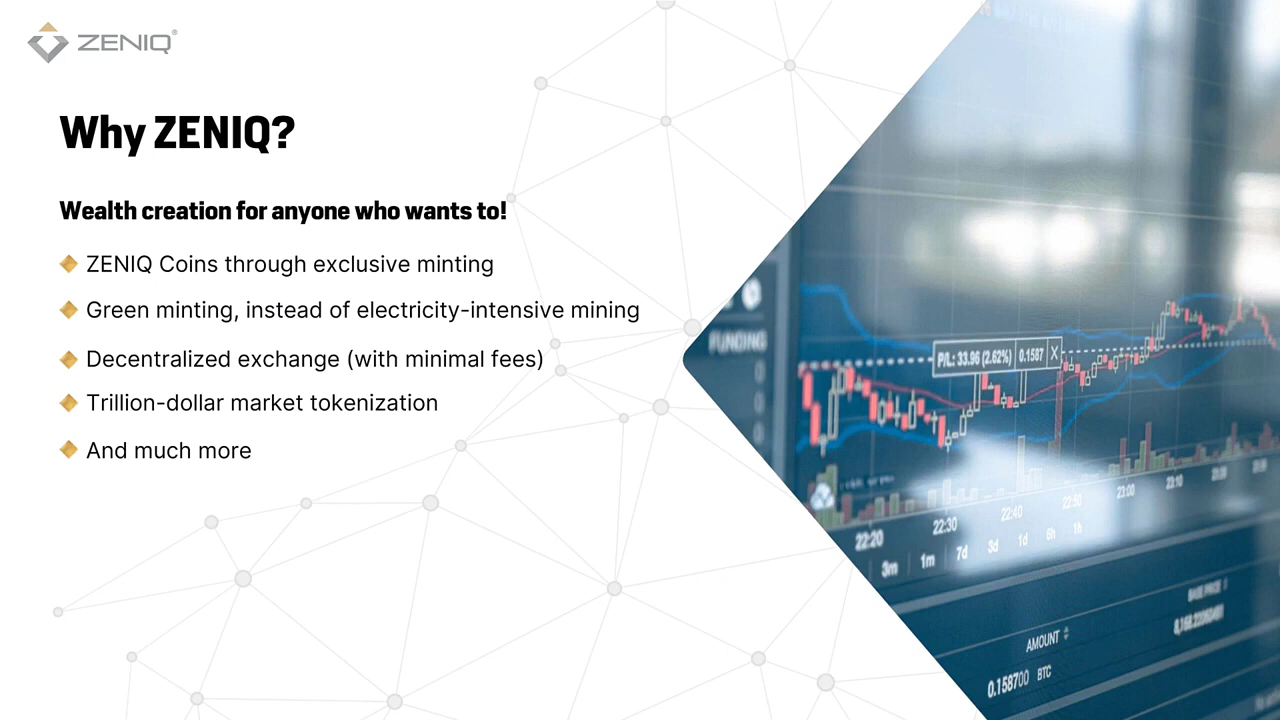 ZENIQ®
Why ZENIQ?
Wealth creation for anyone who wants to!
ZENIQ Coins through exclusive minting
Green minting, instead of electricity-intensive mining
Decentralized exchange (with minimal fees)
Trillion-dollar market tokenization
And much more
FUNDING
P/L: 33.96 (2.62%) 0.1587 X
22:20 22:30 22:40 22:50 23:00 23:10
3m 1m 7d 3d 1d 6h 1h
BASE PRICE
AMOUNT
0.158700 BTC